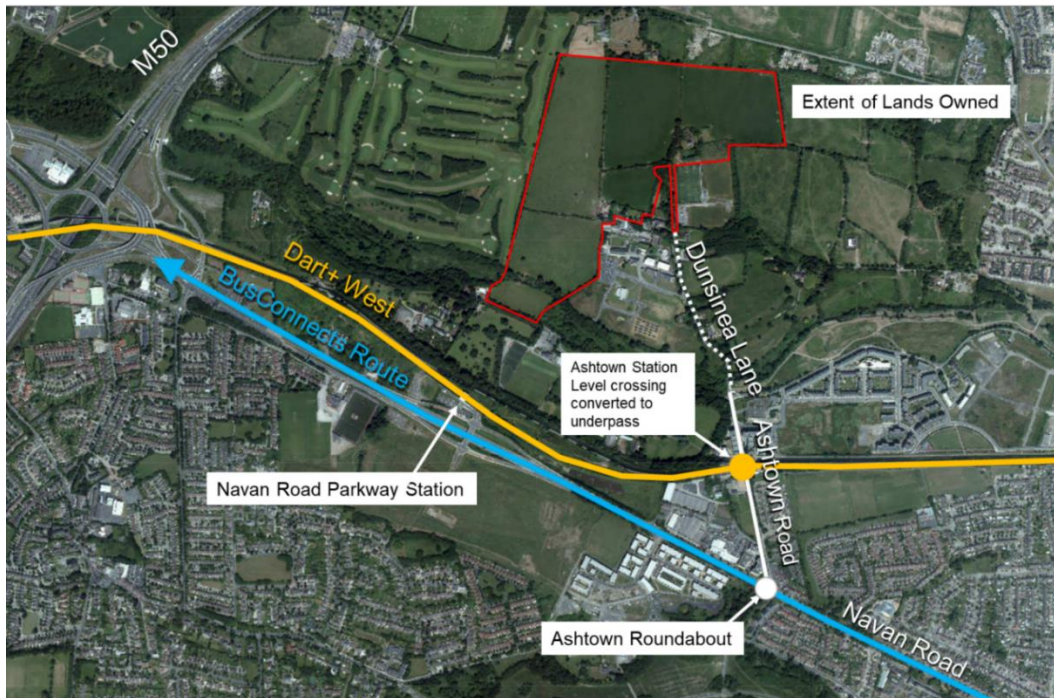 M50
Extent of Lands Owned
Dart+ West
BusConnects Route
Dunsinea Lane
Ashtown Station
Level crossing
converted to
underpass
Ashtown Road
Navan Road Parkway Station
Ashtown Roundabout
Navan Road